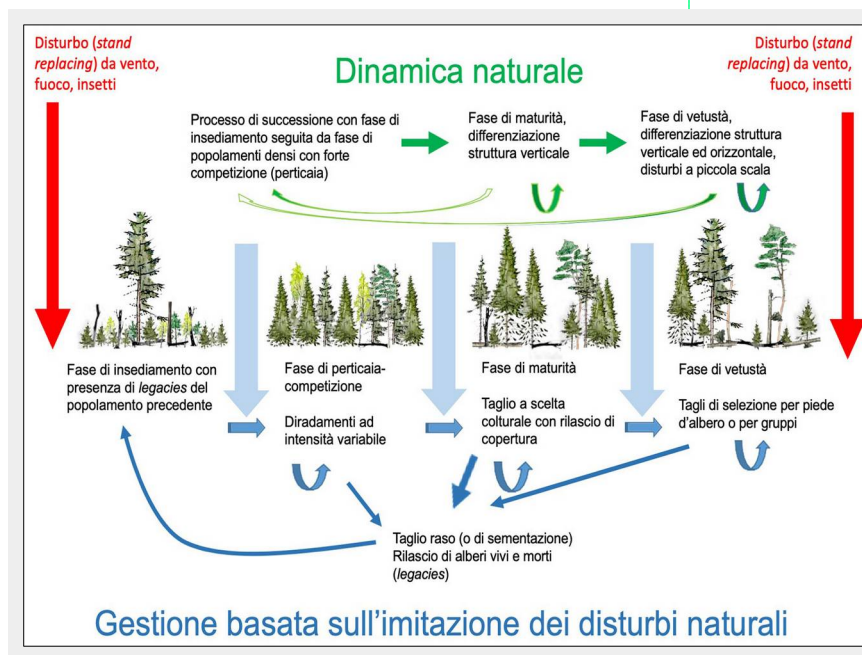 Disturbo (stand
replacing) da vento,
fuoco, insetti
Disturbo (stand
replacing) da vento,
fuoco, insetti
Dinamica naturale
Processo di successione con fase di
insediamento seguita da fase di
popolamenti densi con forte
competizione (perticaia)
Fase di maturità,
differenziazione
struttura verticale
Fase di vetustà,
differenziazione struttura
verticale ed orizzontale,
disturbi a piccola scala
Fase di insediamento con
presenza di legacies del
popolamento precedente
Fase di perticaia-
competizione
Diradamenti ad
intensità variabile
Fase di maturità
Taglio a scelta
colturale con rilascio di
copertura
Fase di vetustà
Tagli di selezione per piede
d'albero o per gruppi
Taglio raso (o di sementazione)
Rilascio di alberi vivi e morti
(legacies)
Gestione basata sull'imitazione dei disturbi naturali